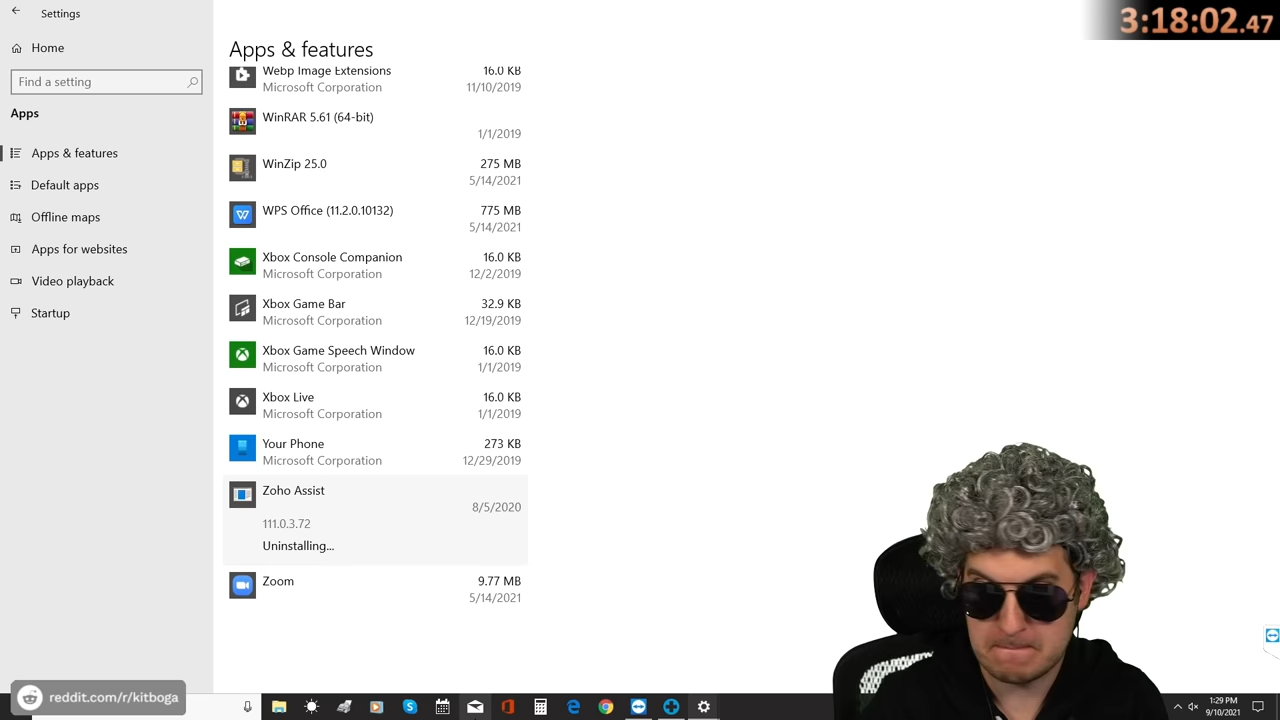 Settings
3:18:02.47
Home
Find a setting
Apps
Apps & features
Default apps
Offline maps
Apps for websites
Video playback
Startup
Apps & features
Webp Image Extensions 16.0 KB
Microsoft Corporation 11/10/2019
WinRAR 5.61 (64-bit)
1/1/2019
WinZip 25.0 275 MB
5/14/2021
WPS Office (11.2.0.10132) 775 MB
5/14/2021
Xbox Console Companion 16.0 KB
Microsoft Corporation 12/2/2019
Xbox Game Bar 32.9 KB
Microsoft Corporation 12/19/2019
Xbox Game Speech Window 16.0 KB
Microsoft Corporation 1/1/2019
Xbox Live 16.0 KB
Microsoft Corporation 1/1/2019
Your Phone 273 KB
Microsoft Corporation 12/29/2019
Zoho Assist
8/5/2020
111.0.3.72
Uninstalling...
Zoom 9.77 MB
5/14/2021
reddit.com/r/kitboga
1:29 PM
9/10/2021